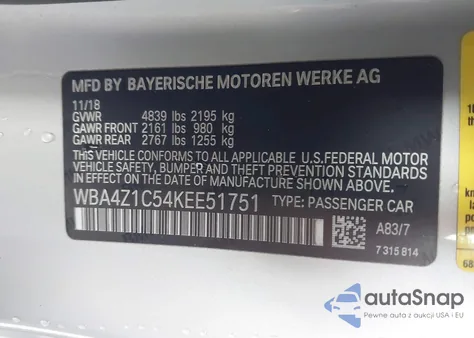 MFD BY BAYERISCHE MOTOREN WERKE AG
11/18
GVWR 4839 lbs 2195 kg
GAWR FRONT 2161 lbs 980 kg
GAWR REAR 2767 lbs 1255 kg
THIS VEHICLE CONFORMS TO ALL APPLICABLE U.S.FEDERAL MOTOR
VEHICLE SAFETY, BUMPER AND THEFT PREVENTION STANDARDS
IN EFFECT ON THE DATE OF MANUFACTURE SHOWN ABOVE.
WBA4Z1C54KEE51751 TYPE: PASSENGER CAR
A83/7
7 315 814
autoSnap
Pewne auta z aukcji USA i EU